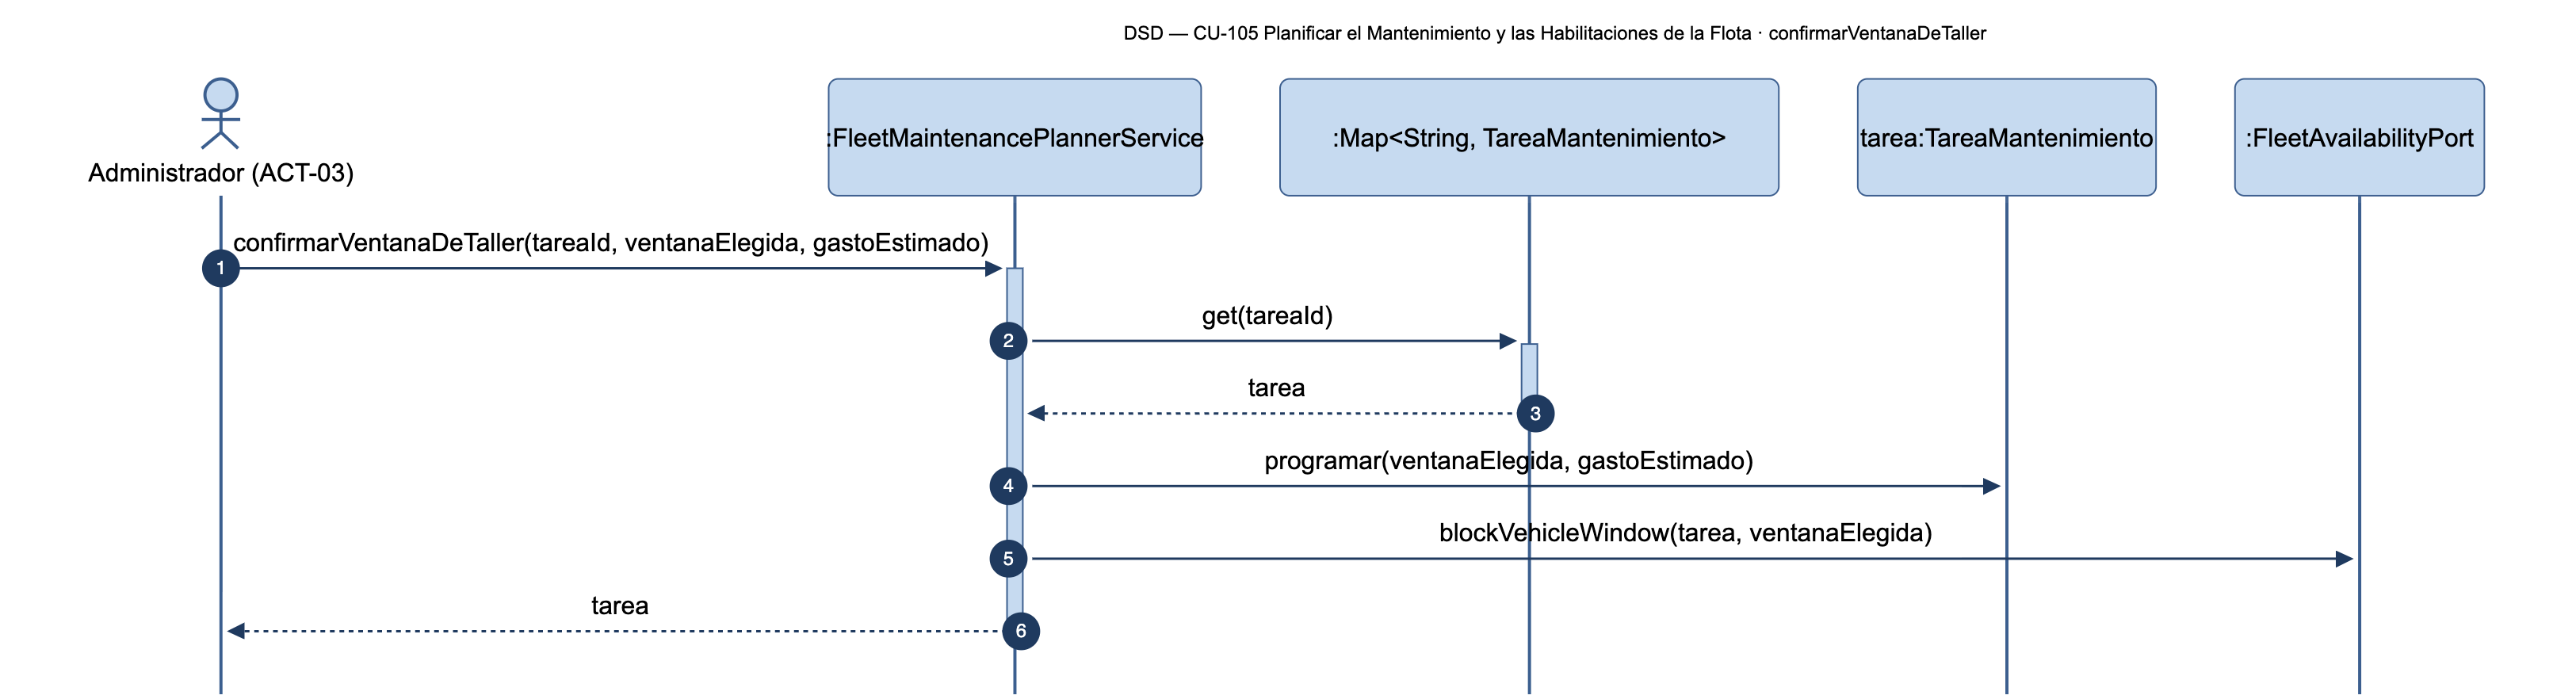 DSD — CU-105 Planificar el Mantenimiento y las Habilitaciones de la Flota · confirmarVentanaDeTaller
Administrador (ACT-03)
:FleetMaintenancePlannerService
:Map<String, TareaMantenimiento>
tarea:TareaMantenimiento
:FleetAvailabilityPort
confirmarVentanaDeTaller(tareaId, ventanaElegida, gastoEstimado)
1
get(tareaId)
2
tarea
3
programar(ventanaElegida, gastoEstimado)
4
blockVehicleWindow(tarea, ventanaElegida)
5
tarea
6